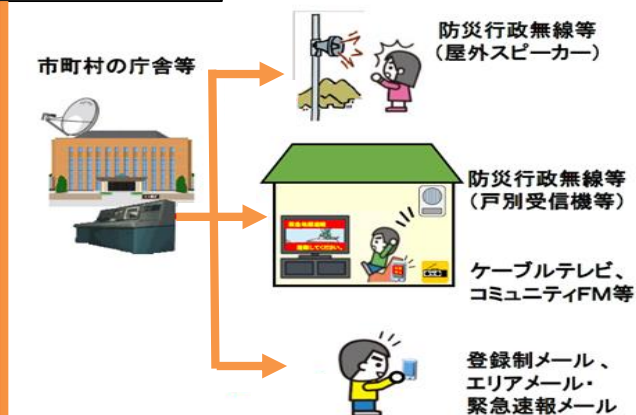 市町村の庁舎等
防災行政無線等
(屋外スピーカー)
防災行政無線等
(戸別受信機等)
ケーブルテレビ、
コミュニティFM等
登録制メール、
エリアメール・
緊急速報メール